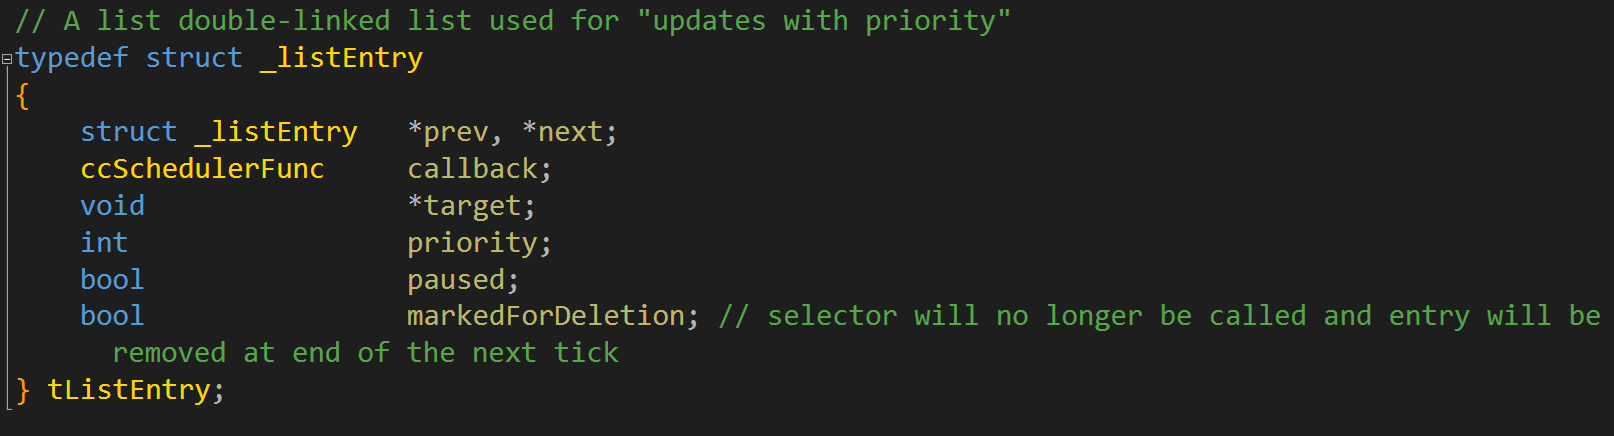 // A list double-linked list used for "updates with priority"
typedef struct _listEntry
{
    struct _listEntry   *prev, *next;
    ccSchedulerFunc     callback;
    void                *target;
    int                 priority;
    bool                paused;
    bool                markedForDeletion; // selector will no longer be called and entry will be
      removed at end of the next tick
} tListEntry;